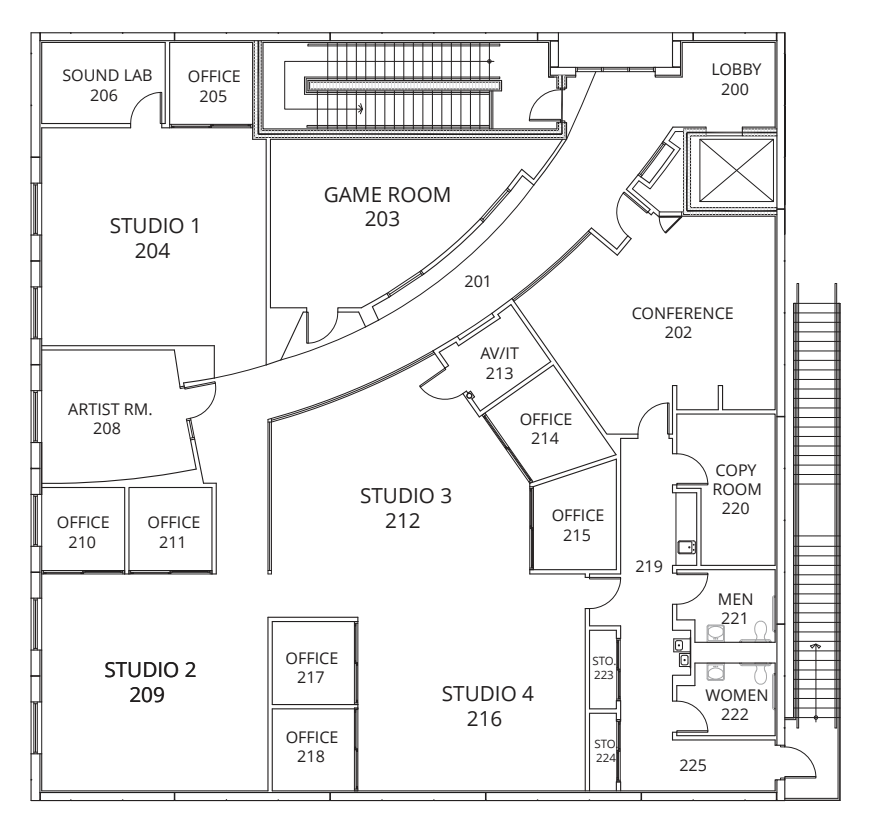 SOUND LAB
206
OFFICE
205
LOBBY
200
GAME ROOM
203
STUDIO 1
204
201
CONFERENCE
202
AV/IT
213
ARTIST RM.
208
OFFICE
214
COPY
ROOM
220
STUDIO 3
212
OFFICE
210
OFFICE
211
OFFICE
215
219
MEN
221
STUDIO 2
209
OFFICE
217
STO.
223
STUDIO 4
216
WOMEN
222
OFFICE
218
STO.
224
225